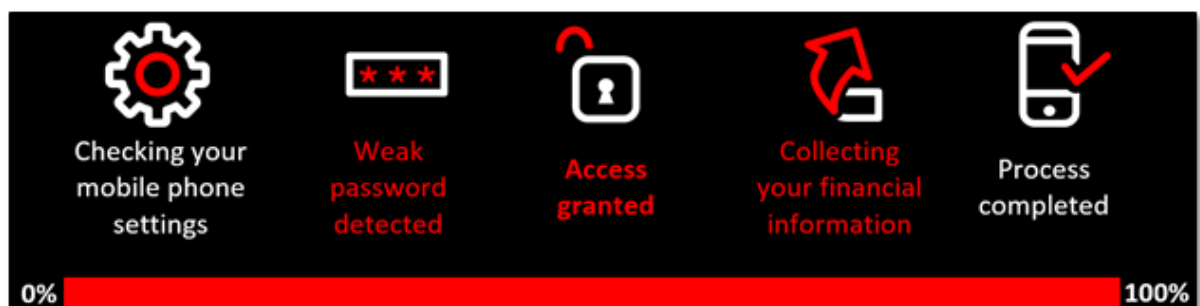 * * *
Checking your
mobile phone
settings
Weak
password
detected
Access
granted
Collecting
your financial
information
Process
completed
0%
100%